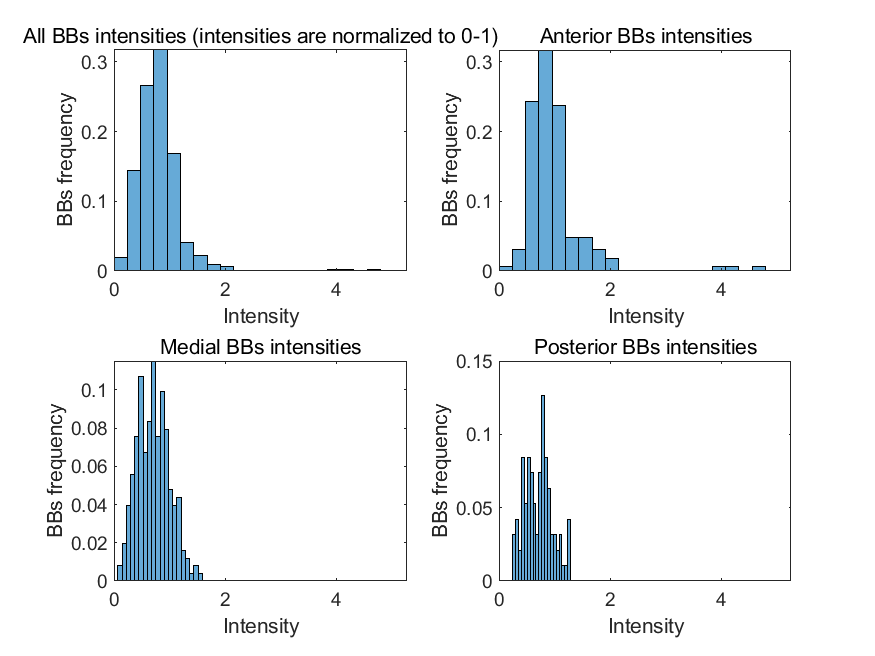 All BBs intensities (intensities are normalized to 0-1)
0.3
0.2
0.1
0
BBs frequency
0 2 4
Intensity
Anterior BBs intensities
0.3
0.2
0.1
0
BBs frequency
0 2 4
Intensity
Medial BBs intensities
0.1
0.08
0.06
0.04
0.02
0
BBs frequency
0 2 4
Intensity
Posterior BBs intensities
0.15
0.1
0.05
0
BBs frequency
0 2 4
Intensity